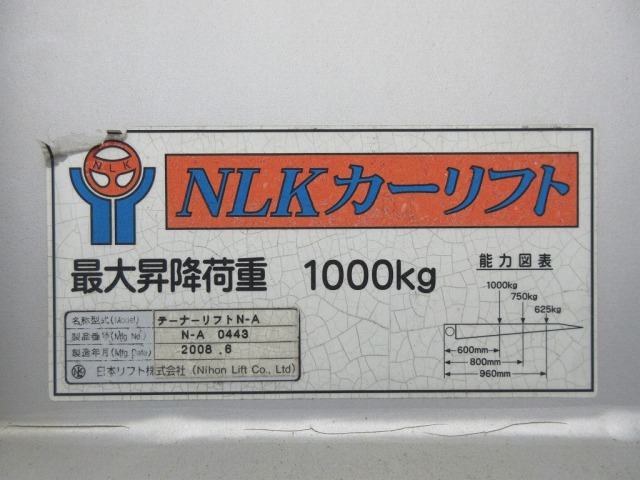 NLK
NLKカーリフト
最大昇降荷重 1000kg
能力図表
1000kg
750kg
625kg
600mm
800mm
960mm
名称型式(Model) テーナーリフトN-A
製品番号(Mfg No.) N-A 0443
製造年月(Mfg Data) 2008.6
NLK 日本リフト株式会社 (Nihon Lift Co., Ltd)